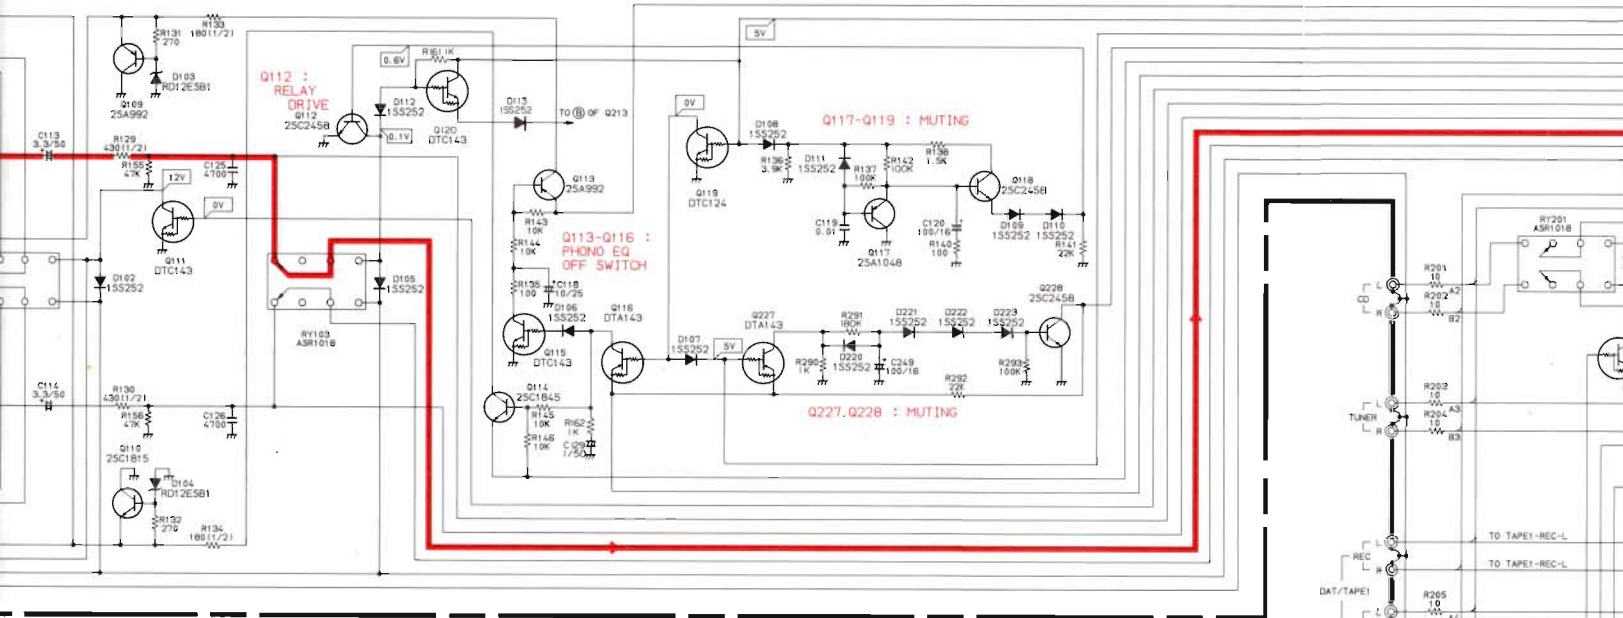 R131
270
R133
180(1/2)
D103
RD12ESB1
Q109
2SA992
Q112 :
RELAY
DRIVE
Q112
2SC2458
0.6V
R161 1K
D112
1SS252
0.1V
Q120
DTC143
D113
1SS252
TO Ⓑ OF Q213
5V
0V
Q119
DTC124
D108
1SS252
R136
3.9K
Q117-Q119 : MUTING
D111
1SS252
R137
100K
R142
100K
R138
1.5K
Q118
2SC2458
C119
0.01
Q117
2SA1048
C120
100/16
R140
100
D109
1SS252
D110
1SS252
R141
22K
C113
3.3/50
R129
430(1/2)
R155
47K
C125
4700
12V
0V
Q111
DTC143
D102
1SS252
D105
1SS252
RY103
ASR1018
Q113
2SA992
R143
10K
R144
10K
Q113-Q116 :
PHONO EQ
OFF SWITCH
R135
100
C118
10/25
D106
1SS252
Q115
DTC143
Q116
DTA143
D107
1SS252
5V
Q227
DTA143
R291
180K
D220
1SS252
R290
1K
C249
100/16
D221
1SS252
D222
1SS252
D223
1SS252
R293
100K
Q228
2SC2458
R292
22K
Q227.Q228 : MUTING
Q114
2SC1845
R145
10K
R146
10K
R162
1K
C129
1/50
C114
3.3/50
R130
430(1/2)
R156
47K
C126
4700
Q110
2SC1815
D104
RD12ESB1
R132
270
R134
180(1/2)
RY201
ASR1018
CD
L
R
R201
10
A2
R202
10
B2
TUNER
L
R
R203
10
A3
R204
10
B3
REC
L
R
TO TAPE1-REC-L
TO TAPE1-REC-L
DAT/TAPE1
L
R205
10